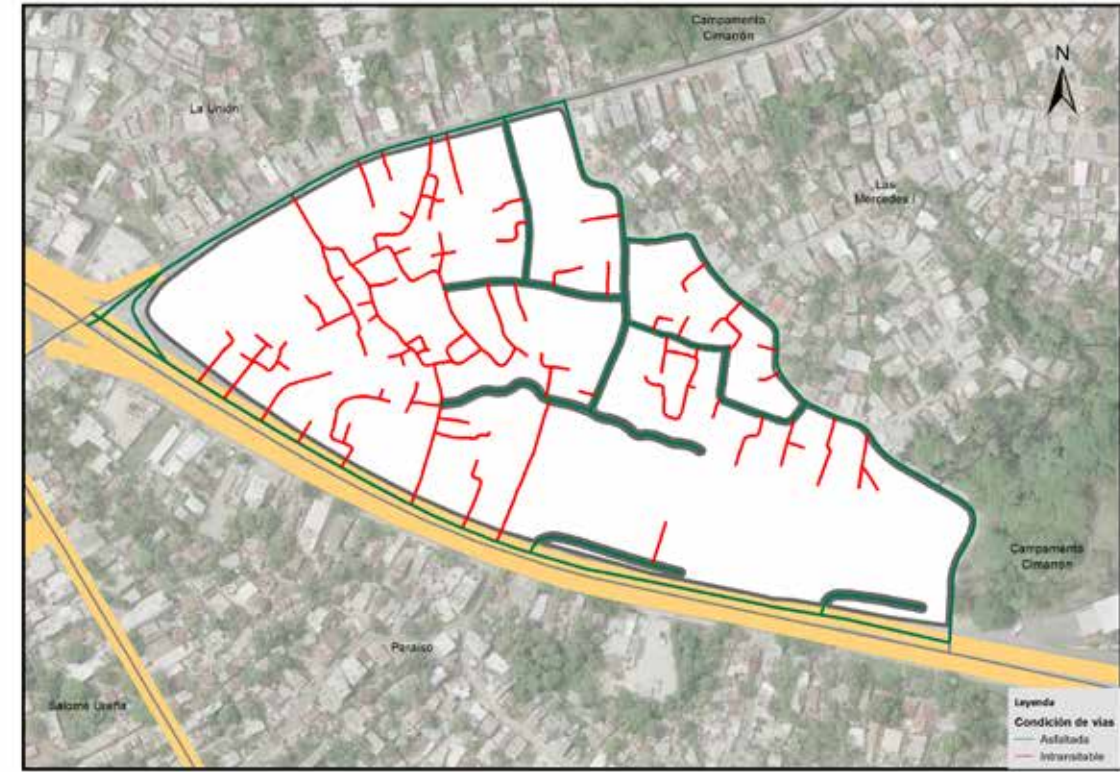 Campamento
Cimarrón
N
La Unión
Las
Mercedes I
Campamento
Cimarrón
Paraíso
Salomé Ureña
Leyenda
Condición de vías
Asfaltada
Intransitable